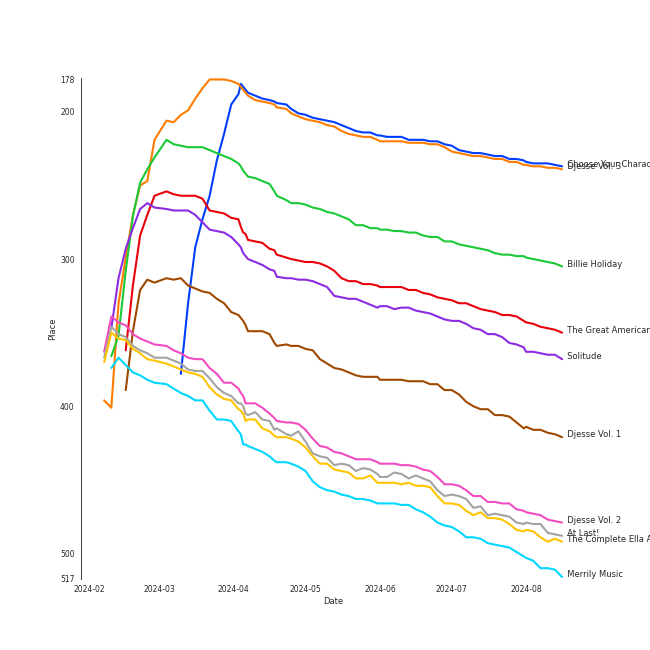 178
200
300
400
500
517
Place
2024-02
2024-03
2024-04
2024-05
2024-06
2024-07
2024-08
Date
Djesse Vol. 3
Billie Holiday
The Great American
Solitude
Djesse Vol. 1
Djesse Vol. 2
At Last!
The Complete Ella A
Merrily Music